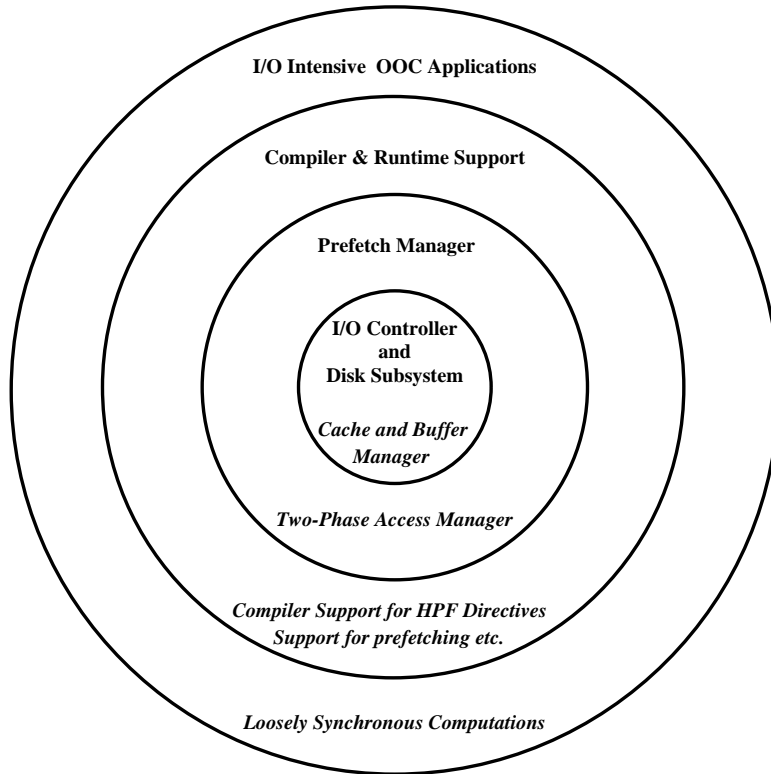 I/O Intensive OOC Applications
Compiler & Runtime Support
Prefetch Manager
I/O Controller
and
Disk Subsystem
Cache and Buffer
Manager
Two-Phase Access Manager
Compiler Support for HPF Directives
Support for prefetching etc.
Loosely Synchronous Computations